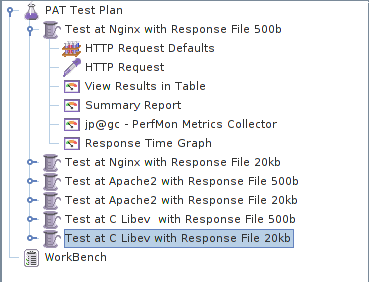 PAT Test Plan
Test at Nginx with Response File 500b
HTTP Request Defaults
HTTP Request
View Results in Table
Summary Report
jp@gc - PerfMon Metrics Collector
Response Time Graph
Test at Nginx with Response File 20kb
Test at Apache2 with Response File 500b
Test at Apache2 with Response File 20kb
Test at C Libev  with Response File 500b
Test at C Libev with Response File 20kb
WorkBench